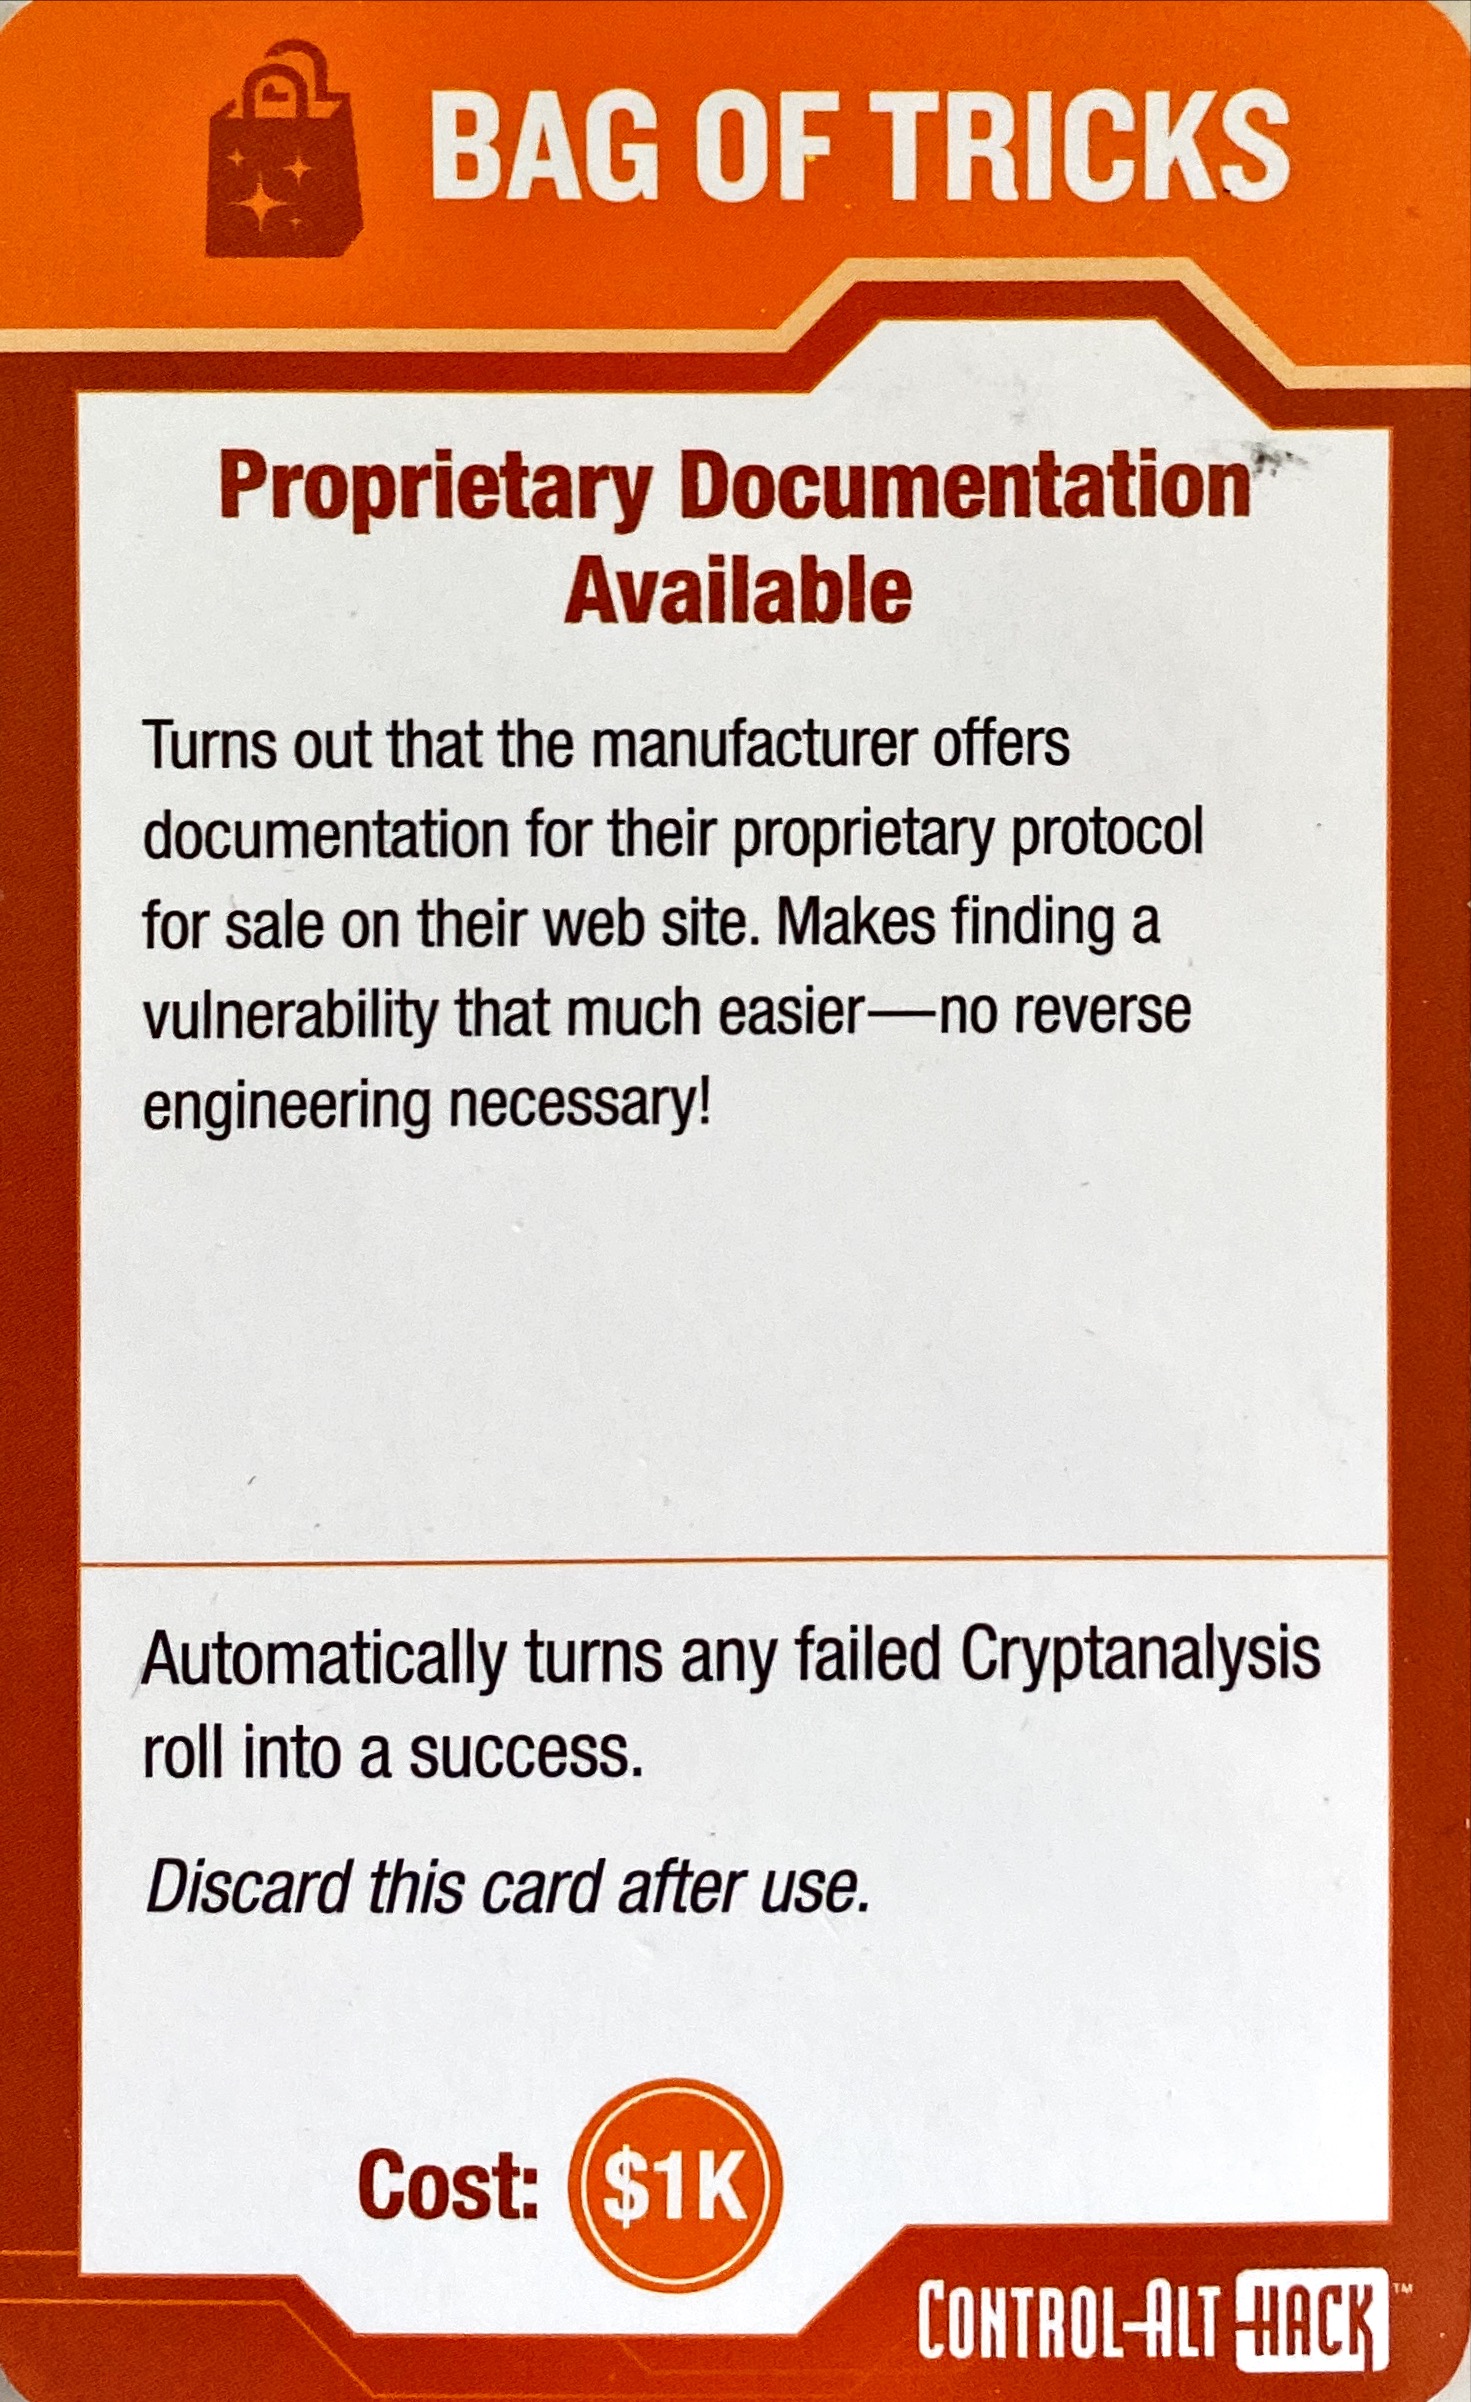 BAG OF TRICKS
Proprietary Documentation
Available
Turns out that the manufacturer offers
documentation for their proprietary protocol
for sale on their web site. Makes finding a
vulnerability that much easier—no reverse
engineering necessary!
Automatically turns any failed Cryptanalysis
roll into a success.
Discard this card after use.
Cost: $1K
CONTROL-ALT HACK™